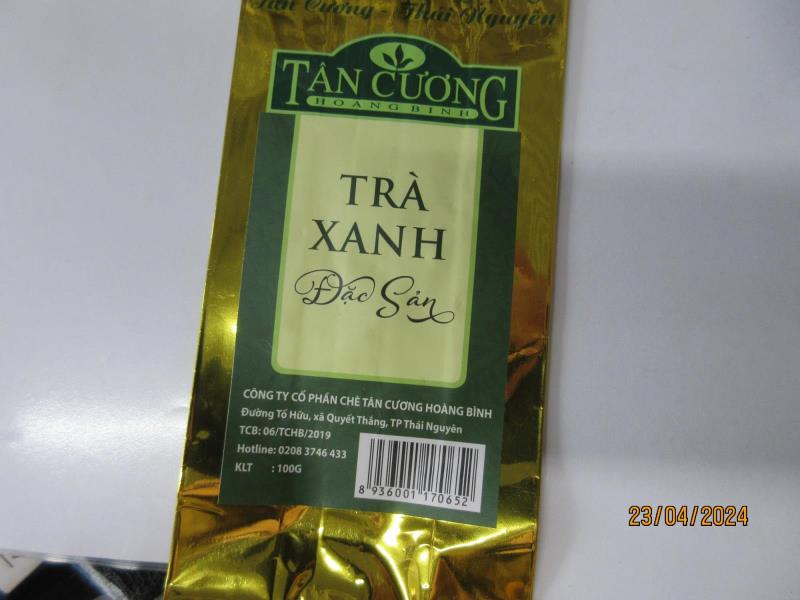 Tân Cương - Thái Nguyên
TÂN CƯƠNG
HOANG BINH
TRÀ
XANH
Đặc Sản
CÔNG TY CỔ PHẦN CHÈ TÂN CƯƠNG HOÀNG BÌNH
Đường Tố Hữu, xã Quyết Thắng, TP Thái Nguyên
TCB: 06/TCHB/2019
Hotline: 0208 3746 433
KLT : 100G
8 936001 170652
23/04/2024